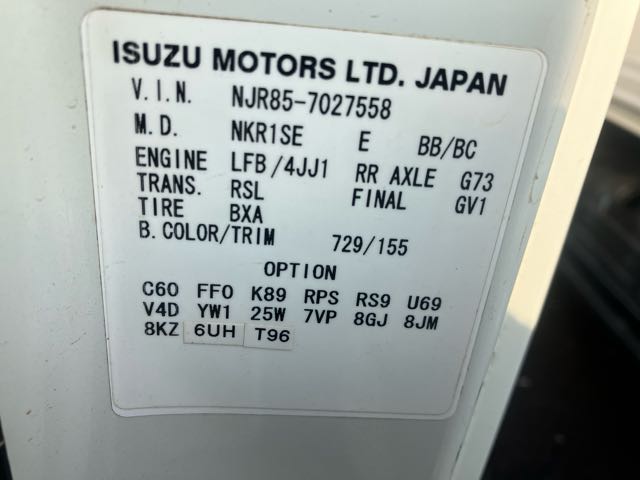 ISUZU MOTORS LTD. JAPAN
V.I.N. NJR85-7027558
M.D. NKR1SE E BB/BC
ENGINE LFB/4JJ1 RR AXLE G73
TRANS. RSL FINAL GV1
TIRE BXA
B.COLOR/TRIM 729/155
OPTION
C60 FF0 K89 RPS RS9 U69
V4D YW1 25W 7VP 8GJ 8JM
8KZ 6UH T96